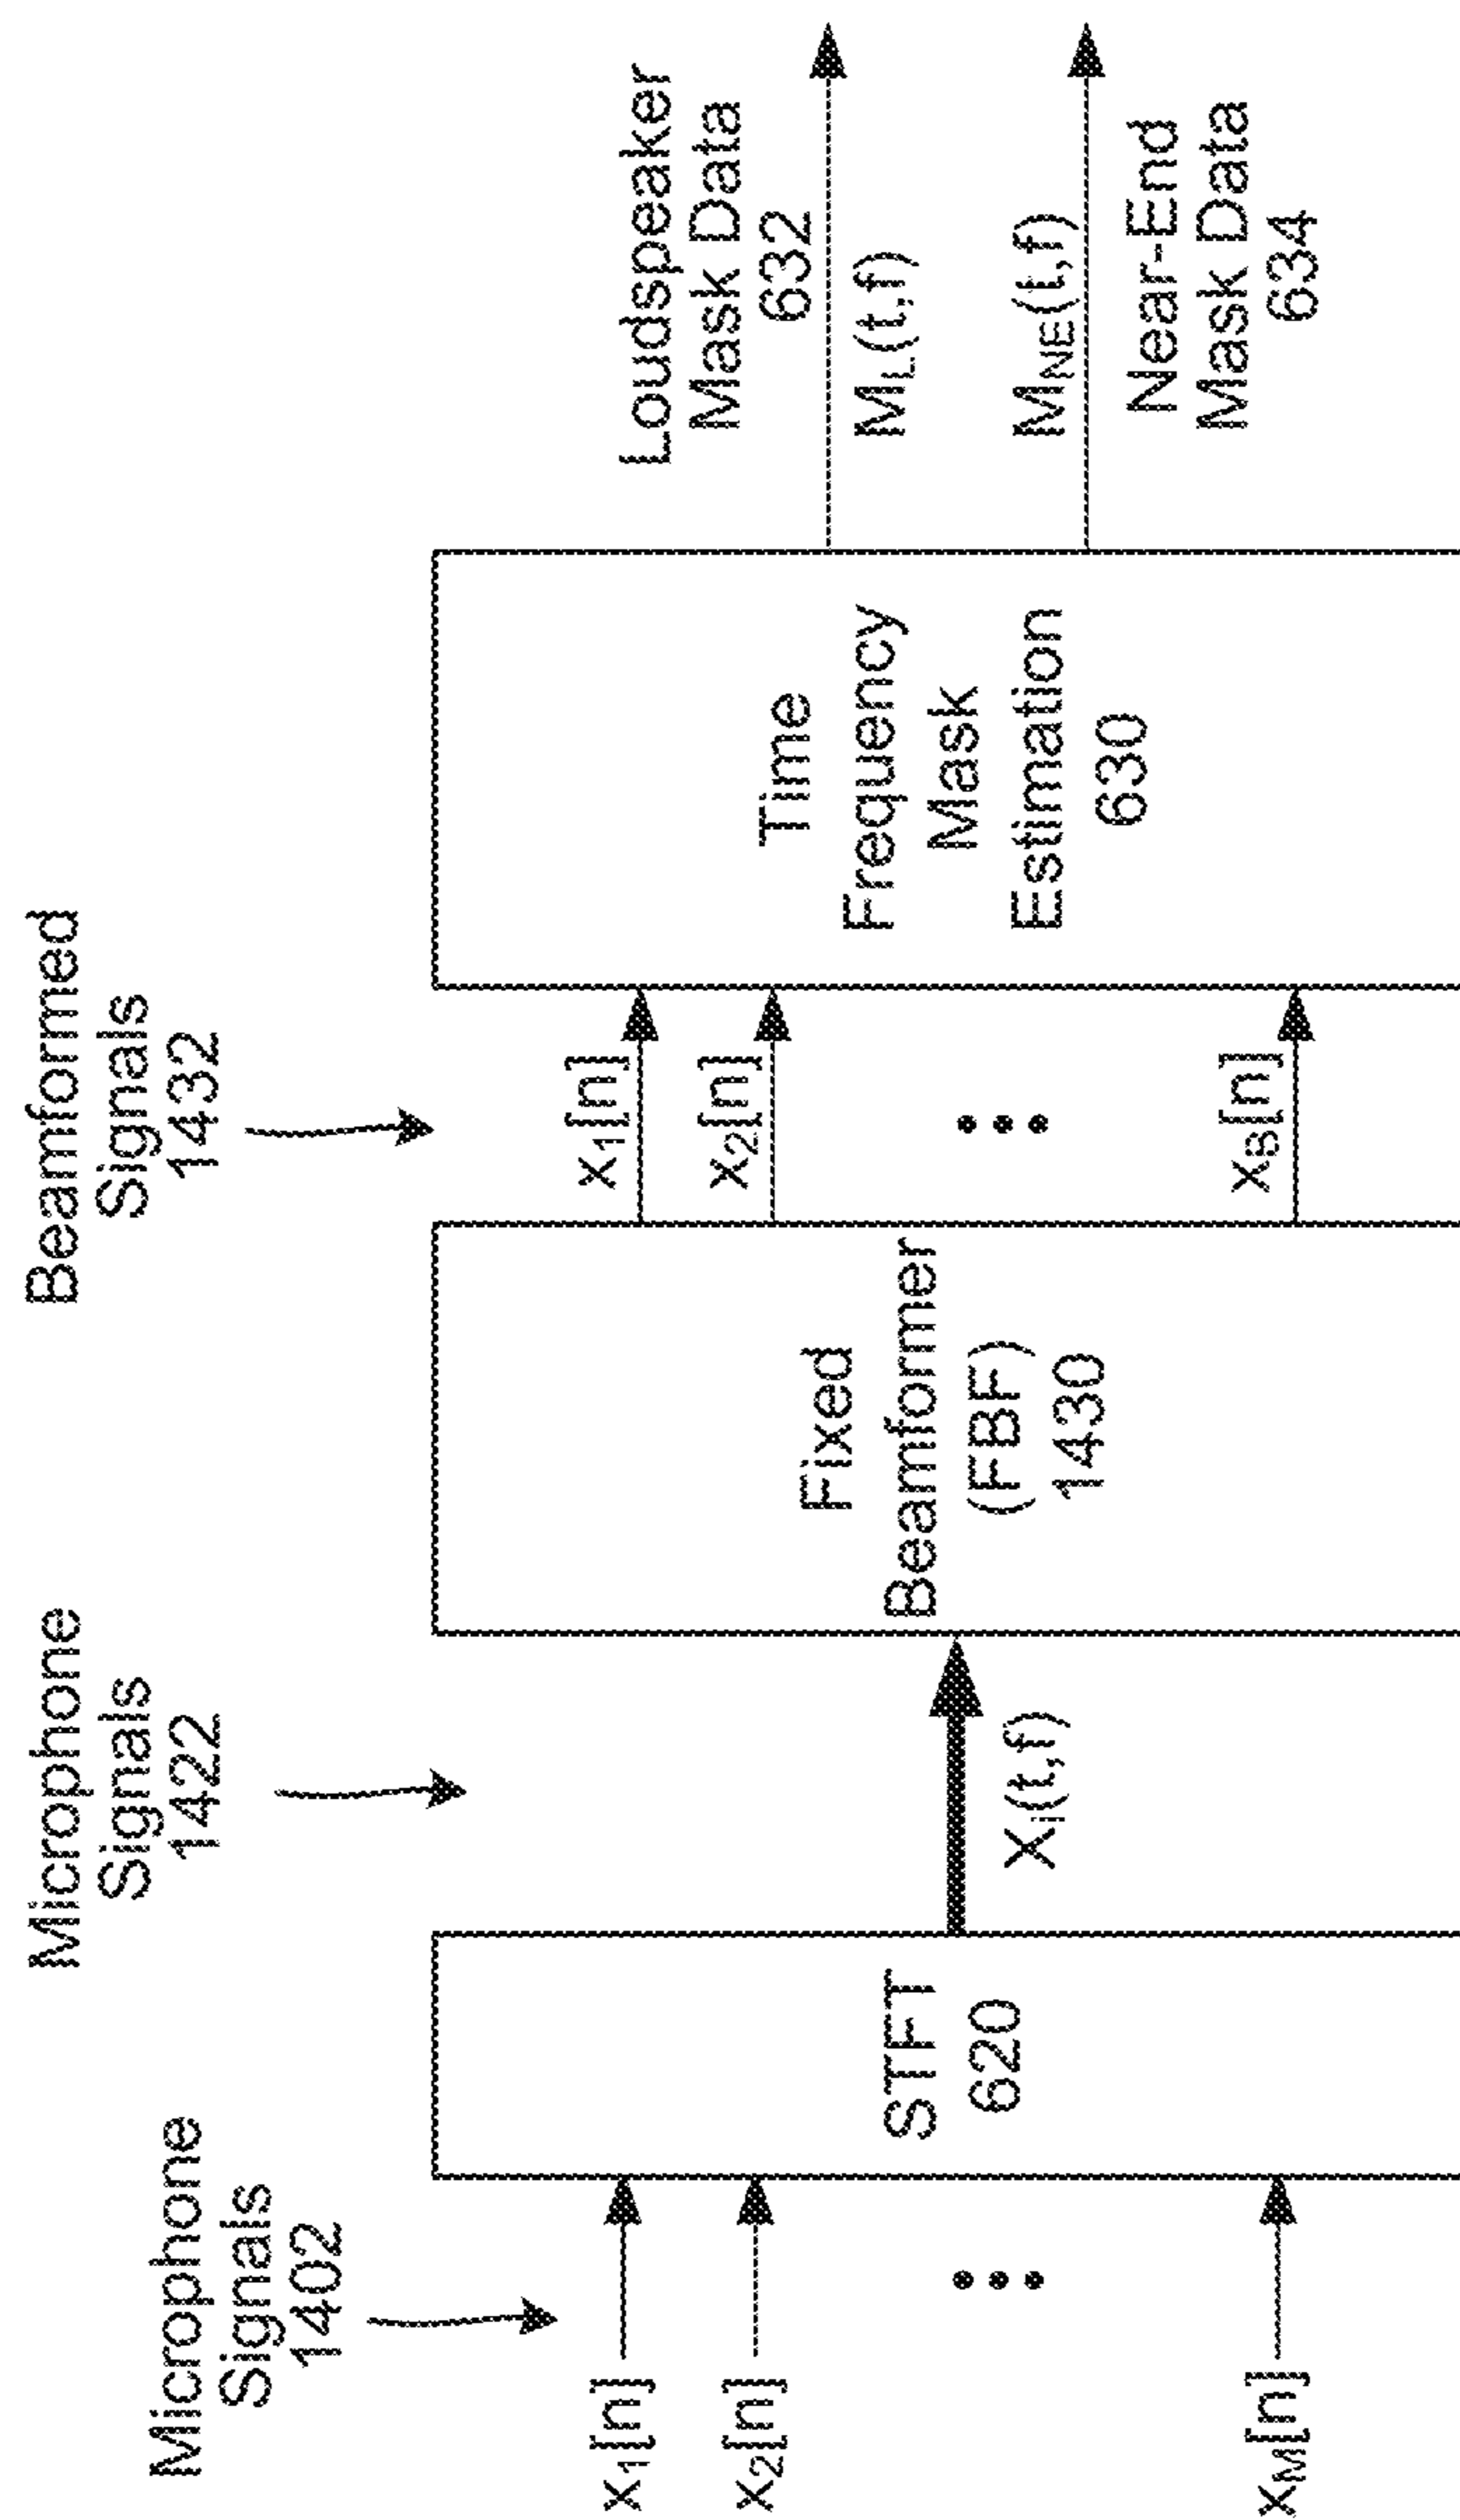 Microphone
Signals
1402
x1[n]
x2[n]
xM[n]
STFT
620
Microphone
Signals
1422
Xi(t,f)
Fixed
Beamformer
(FBF)
1430
Beamformed
Signals
1432
x1[n]
x2[n]
xB[n]
Time
Frequency
Mask
Estimation
630
Loudspeaker
Mask Data
632
ML(t,f)
MNE(t,f)
Near-End
Mask Data
634